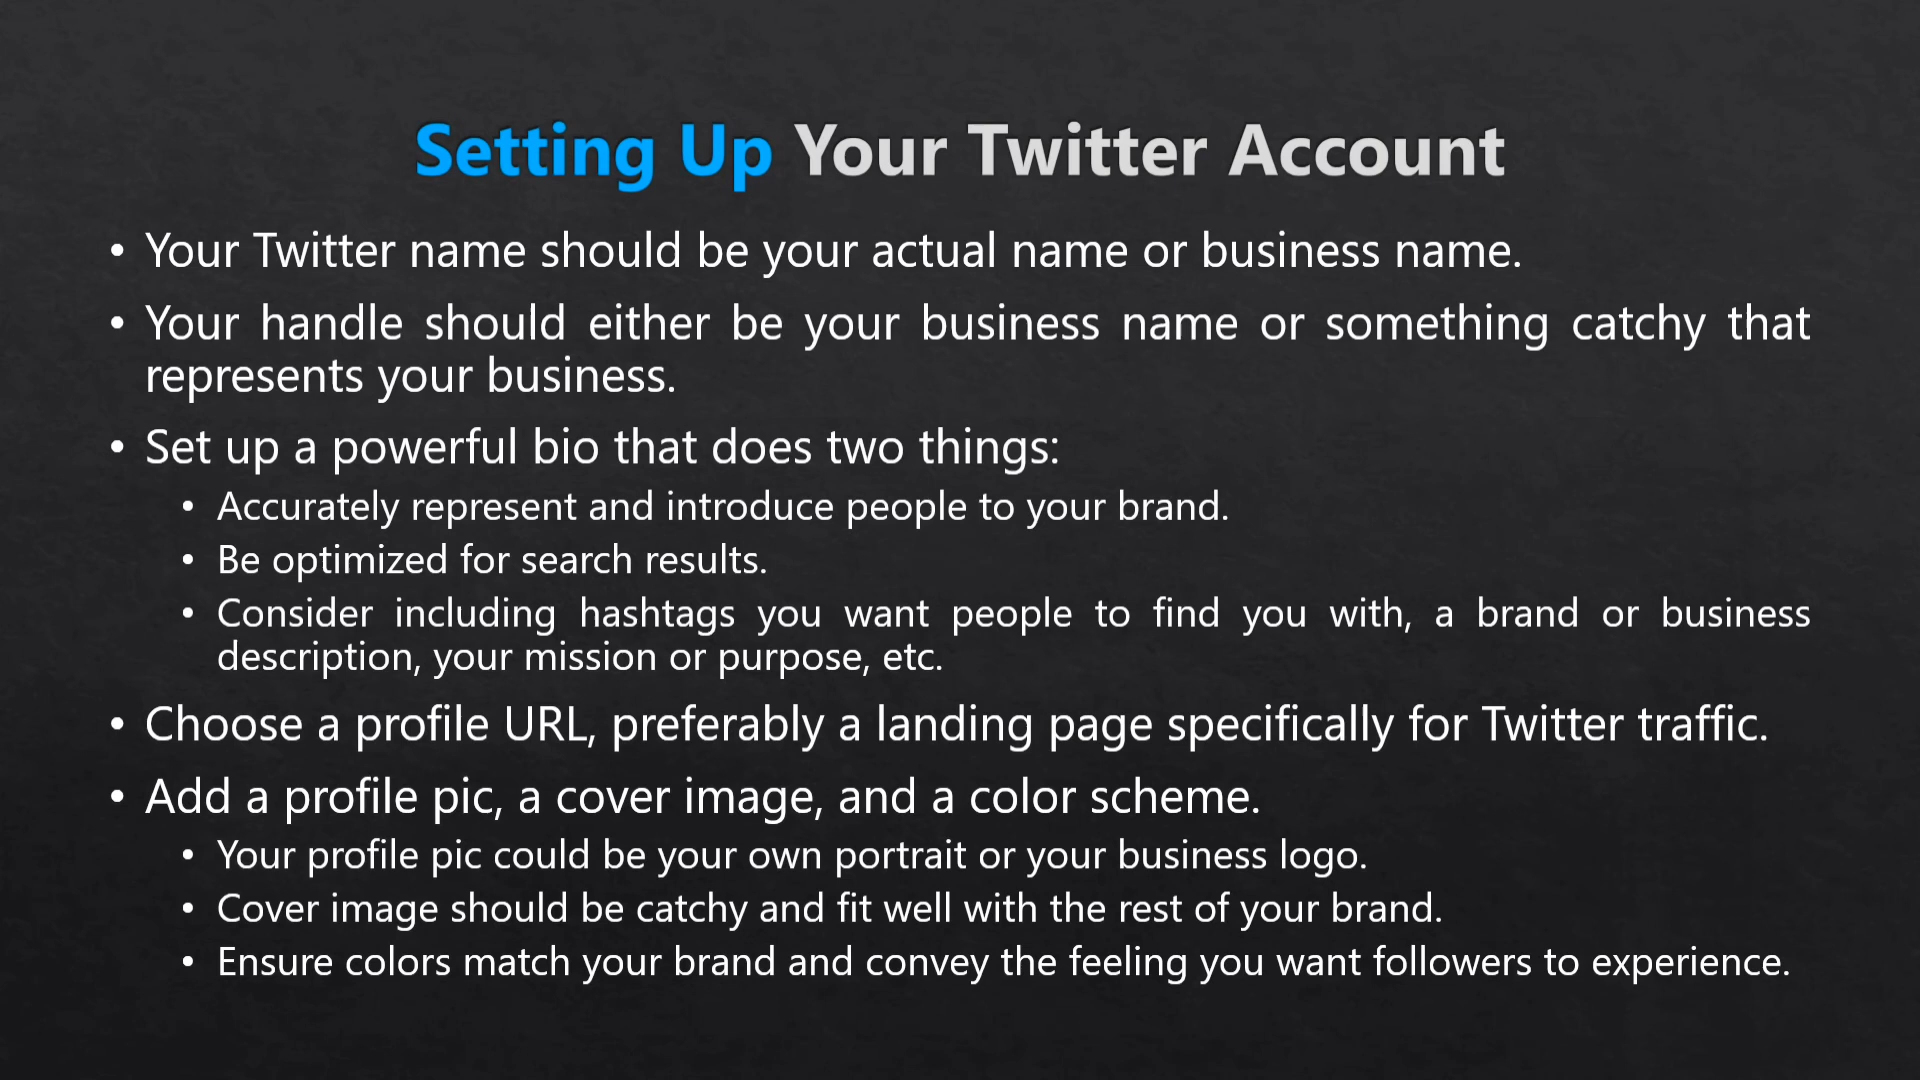 Setting Up Your Twitter Account
• Your Twitter name should be your actual name or business name.
• Your handle should either be your business name or something catchy that
represents your business.
• Set up a powerful bio that does two things:
• Accurately represent and introduce people to your brand.
• Be optimized for search results.
• Consider including hashtags you want people to find you with, a brand or business
description, your mission or purpose, etc.
• Choose a profile URL, preferably a landing page specifically for Twitter traffic.
• Add a profile pic, a cover image, and a color scheme.
• Your profile pic could be your own portrait or your business logo.
• Cover image should be catchy and fit well with the rest of your brand.
• Ensure colors match your brand and convey the feeling you want followers to experience.